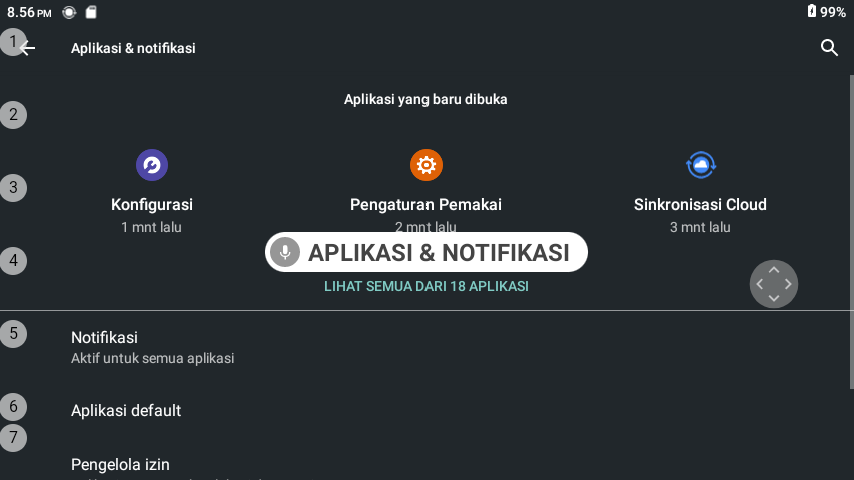 8.56 PM
99%
1
Aplikasi & notifikasi
2
Aplikasi yang baru dibuka
3
Konfigurasi
1 mnt lalu
Pengaturan Pemakai
2 mnt lalu
Sinkronisasi Cloud
3 mnt lalu
4
APLIKASI & NOTIFIKASI
LIHAT SEMUA DARI 18 APLIKASI
5
Notifikasi
Aktif untuk semua aplikasi
6
Aplikasi default
7
Pengelola izin